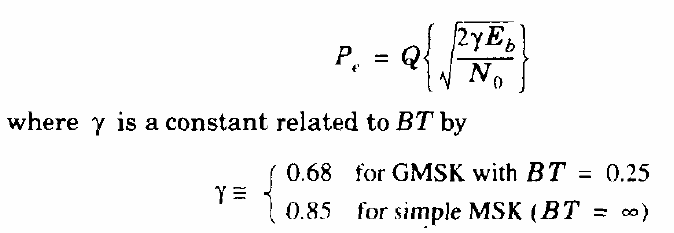 P_e = Q{√(2γE_b/N_0)}
where γ is a constant related to BT by
γ ≡ { 0.68 for GMSK with BT = 0.25
0.85 for simple MSK (BT = ∞)